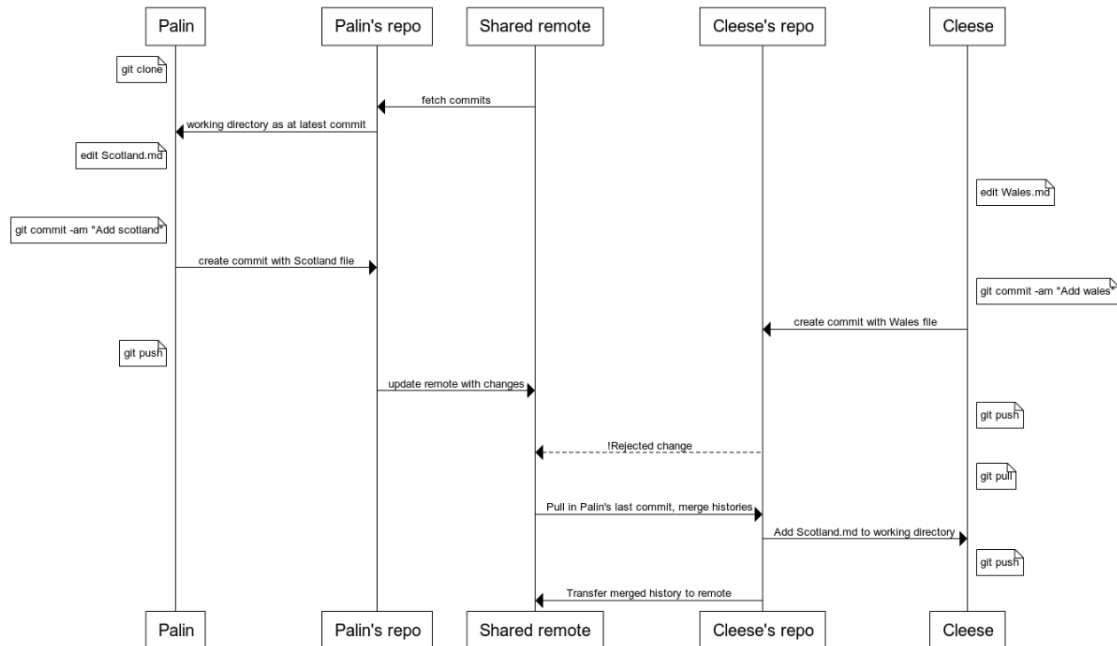 Palin
Palin's repo
Shared remote
Cleese's repo
Cleese
git clone
fetch commits
working directory as at latest commit
edit Scotland.md
edit Wales.md
git commit -am "Add scotland"
create commit with Scotland file
git commit -am "Add wales"
create commit with Wales file
git push
update remote with changes
git push
!Rejected change
git pull
Pull in Palin's last commit, merge histories
Add Scotland.md to working directory
git push
Transfer merged history to remote
Palin
Palin's repo
Shared remote
Cleese's repo
Cleese